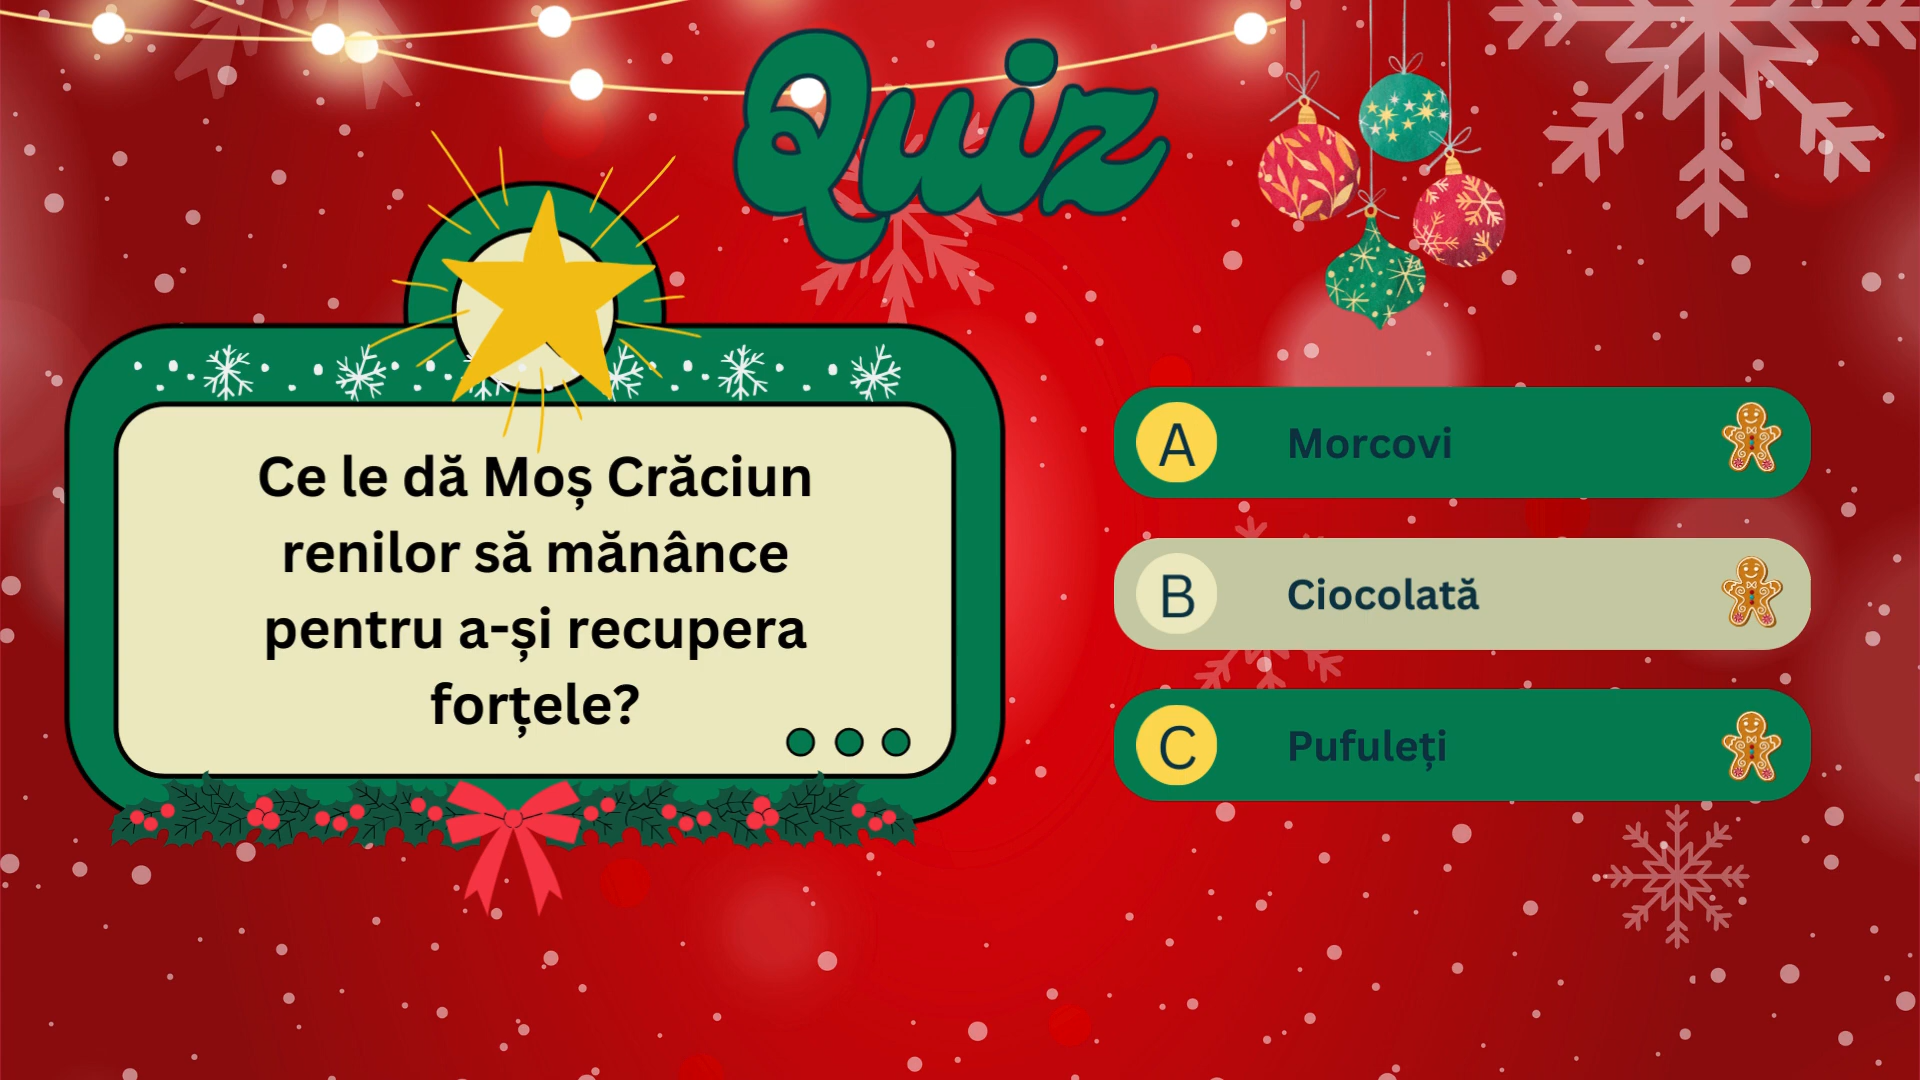 Quiz
Ce le dă Moș Crăciun
renilor să mănânce
pentru a-și recupera
forțele?
A Morcovi
B Ciocolată
C Pufuleți